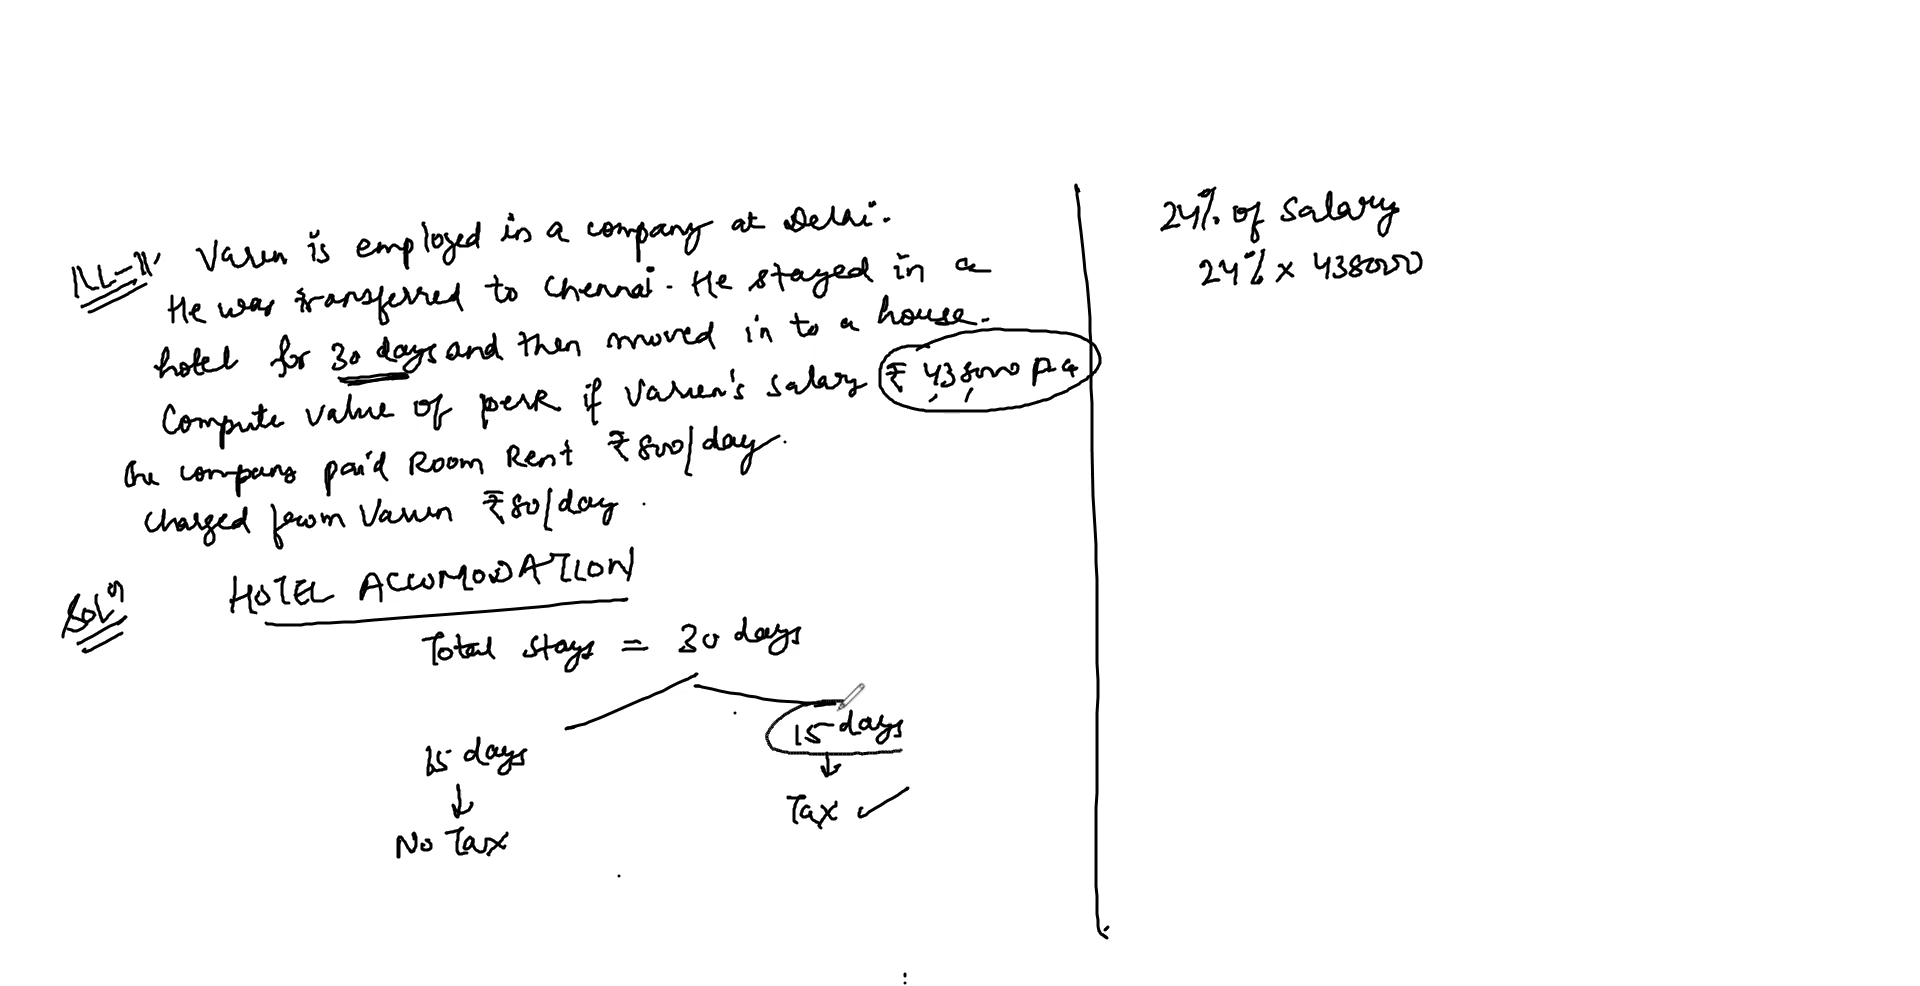 ILL-II Varun is employed in a company at Delhi.
He was transferred to Chennai. He stayed in a
hotel for 30 days and then moved in to a house.
Compute value of perk if Varun's salary ₹ 438000 p.a
the company paid Room Rent ₹800/day.
Charged from Varun ₹80/day.
SOLⁿ HOTEL ACCOMODATION
Total stays = 30 days
15 days 15 days
↓ ↓
No Tax Tax ✓
24% of salary
24% × 438000